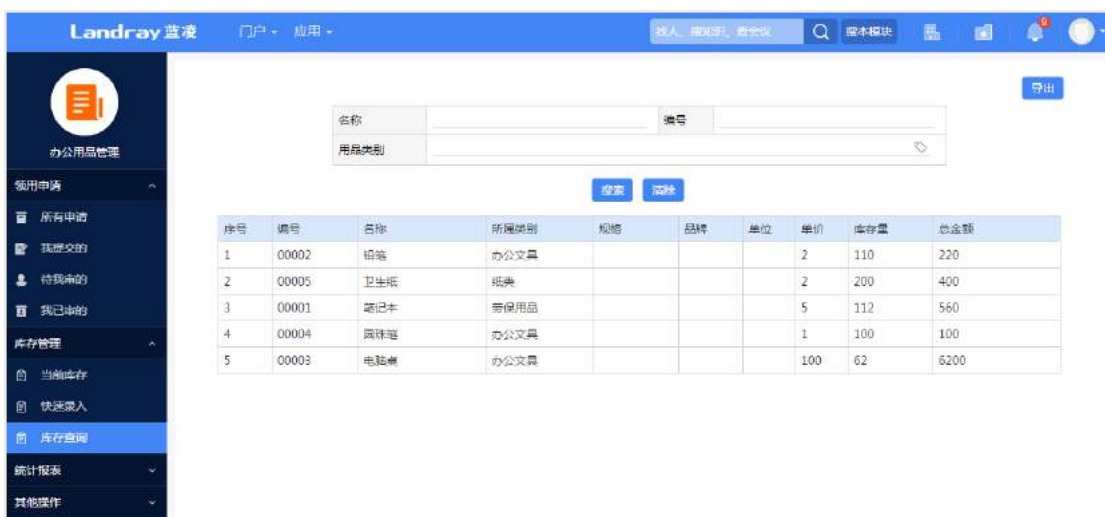 Landray 蓝凌 门户 应用 找人、搜知识、查会议 搜本模块
导出
办公用品管理
名称 编号
用品类别
搜索 清除
领用申请
所有申请
我提交的
待我审的
我已审的
库存管理
当前库存
快速录入
库存查询
统计报表
其他操作
序号 编号 名称 所属类别 规格 品牌 单位 单价 库存量 总金额
1 00002 铅笔 办公文具 2 110 220
2 00005 卫生纸 纸类 2 200 400
3 00001 笔记本 劳保用品 5 112 560
4 00004 圆珠笔 办公文具 1 100 100
5 00003 电脑桌 办公文具 100 62 6200